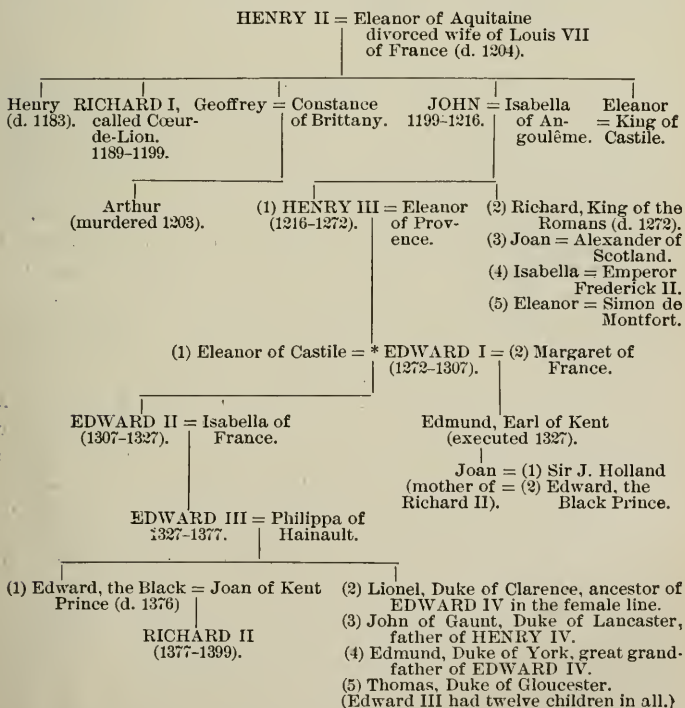 HENRY II = Eleanor of Aquitaine
divorced wife of Louis VII
of France (d. 1204).
Henry
(d. 1183).
RICHARD I,
called Cœur-
de-Lion.
1189–1199.
Geoffrey = Constance
of Brittany.
JOHN = Isabella
1199–1216. of An-
goulême.
Eleanor
= King of
Castile.
Arthur
(murdered 1203).
(1) HENRY III = Eleanor
(1216–1272). of Prov-
ence.
(2) Richard, King of the
Romans (d. 1272).
(3) Joan = Alexander of
Scotland.
(4) Isabella = Emperor
Frederick II.
(5) Eleanor = Simon de
Montfort.
(1) Eleanor of Castile = * EDWARD I = (2) Margaret of
(1272–1307). France.
EDWARD II = Isabella of
(1307–1327). France.
Edmund, Earl of Kent
(executed 1327).
Joan = (1) Sir J. Holland
(mother of = (2) Edward, the
Richard II). Black Prince.
EDWARD III = Philippa of
1327–1377. Hainault.
(1) Edward, the Black = Joan of Kent
Prince (d. 1376)
RICHARD II
(1377–1399).
(2) Lionel, Duke of Clarence, ancestor of
EDWARD IV in the female line.
(3) John of Gaunt, Duke of Lancaster,
father of HENRY IV.
(4) Edmund, Duke of York, great grand-
father of EDWARD IV.
(5) Thomas, Duke of Gloucester.
(Edward III had twelve children in all.)